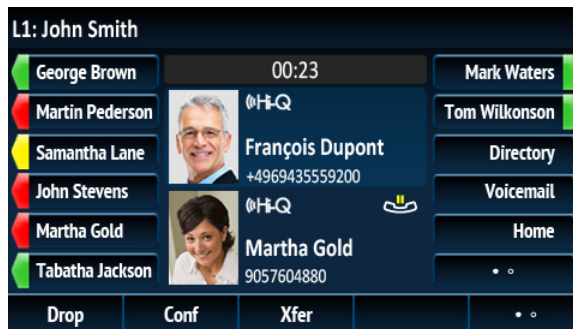 L1: John Smith
George Brown
Martin Pederson
Samantha Lane
John Stevens
Martha Gold
Tabatha Jackson
00:23
Hi-Q
François Dupont
+4969435559200
Hi-Q
Martha Gold
9057604880
Mark Waters
Tom Wilkonson
Directory
Voicemail
Home
Drop Conf Xfer